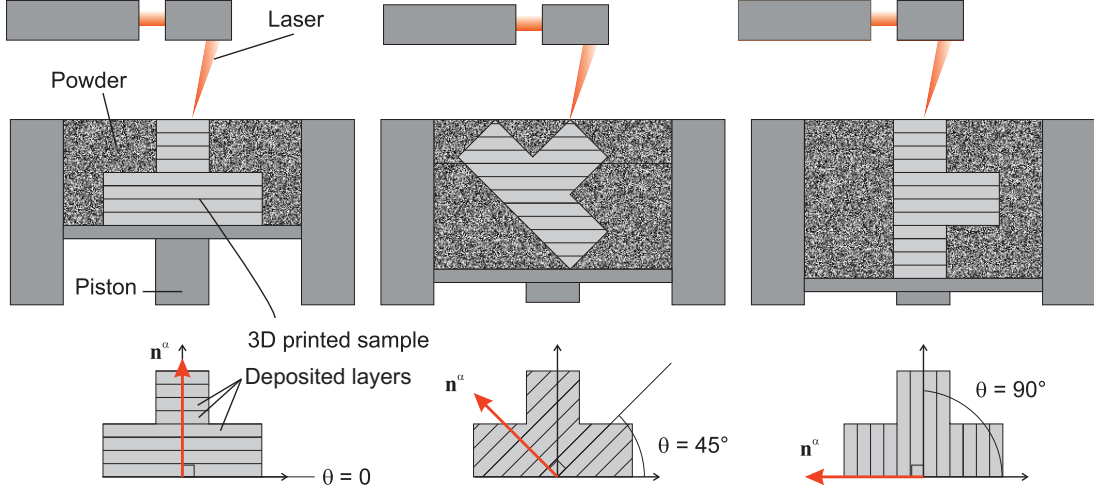 Laser
Powder
Piston
3D printed sample
n^α
Deposited layers
θ = 0
n^α
θ = 45°
n^α
θ = 90°